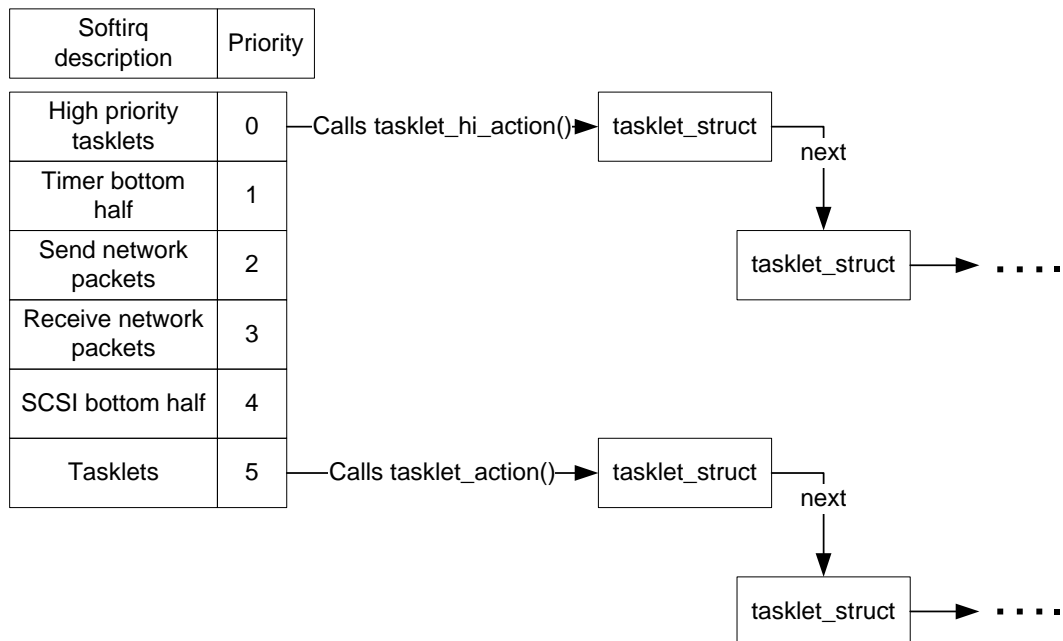 Softirq
description
Priority
High priority
tasklets
0
Calls tasklet_hi_action()
tasklet_struct
next
Timer bottom
half
1
Send network
packets
2
tasklet_struct
....
Receive network
packets
3
SCSI bottom half
4
Tasklets
5
Calls tasklet_action()
tasklet_struct
next
tasklet_struct
....